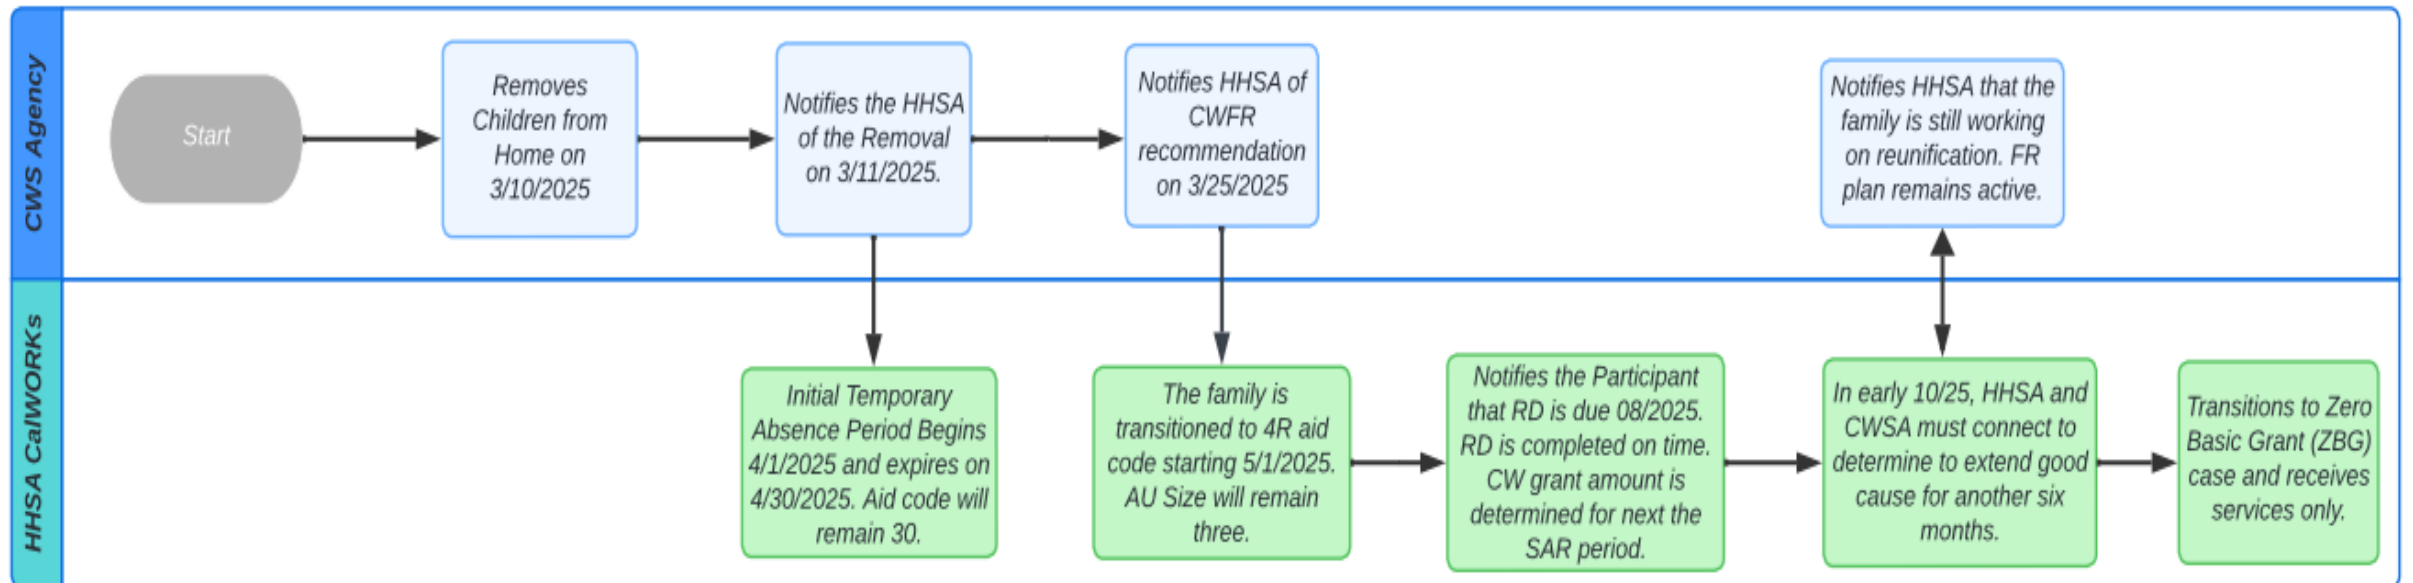 CWS Agency
Start
Removes
Children from
Home on
3/10/2025
Notifies the HHSA
of the Removal
on 3/11/2025.
Notifies HHSA of
CWFR
recommendation
on 3/25/2025
Notifies HHSA that the
family is still working
on reunification. FR
plan remains active.
HHSA CalWORKs
Initial Temporary
Absence Period Begins
4/1/2025 and expires on
4/30/2025. Aid code will
remain 30.
The family is
transitioned to 4R aid
code starting 5/1/2025.
AU Size will remain
three.
Notifies the Participant
that RD is due 08/2025.
RD is completed on time.
CW grant amount is
determined for next the
SAR period.
In early 10/25, HHSA and
CWSA must connect to
determine to extend good
cause for another six
months.
Transitions to Zero
Basic Grant (ZBG)
case and receives
services only.